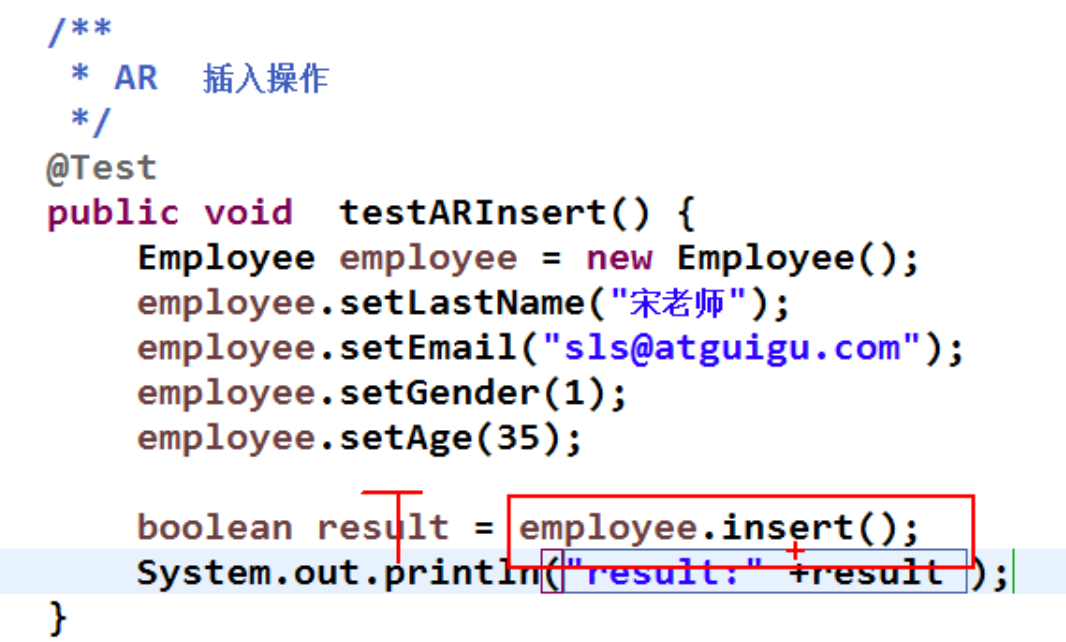 /**
 * AR  插入操作
 */
@Test
public void  testARInsert() {
    Employee employee = new Employee();
    employee.setLastName("宋老师");
    employee.setEmail("sls@atguigu.com");
    employee.setGender(1);
    employee.setAge(35);
    boolean result = employee.insert();
    System.out.println("result:" +result );
}